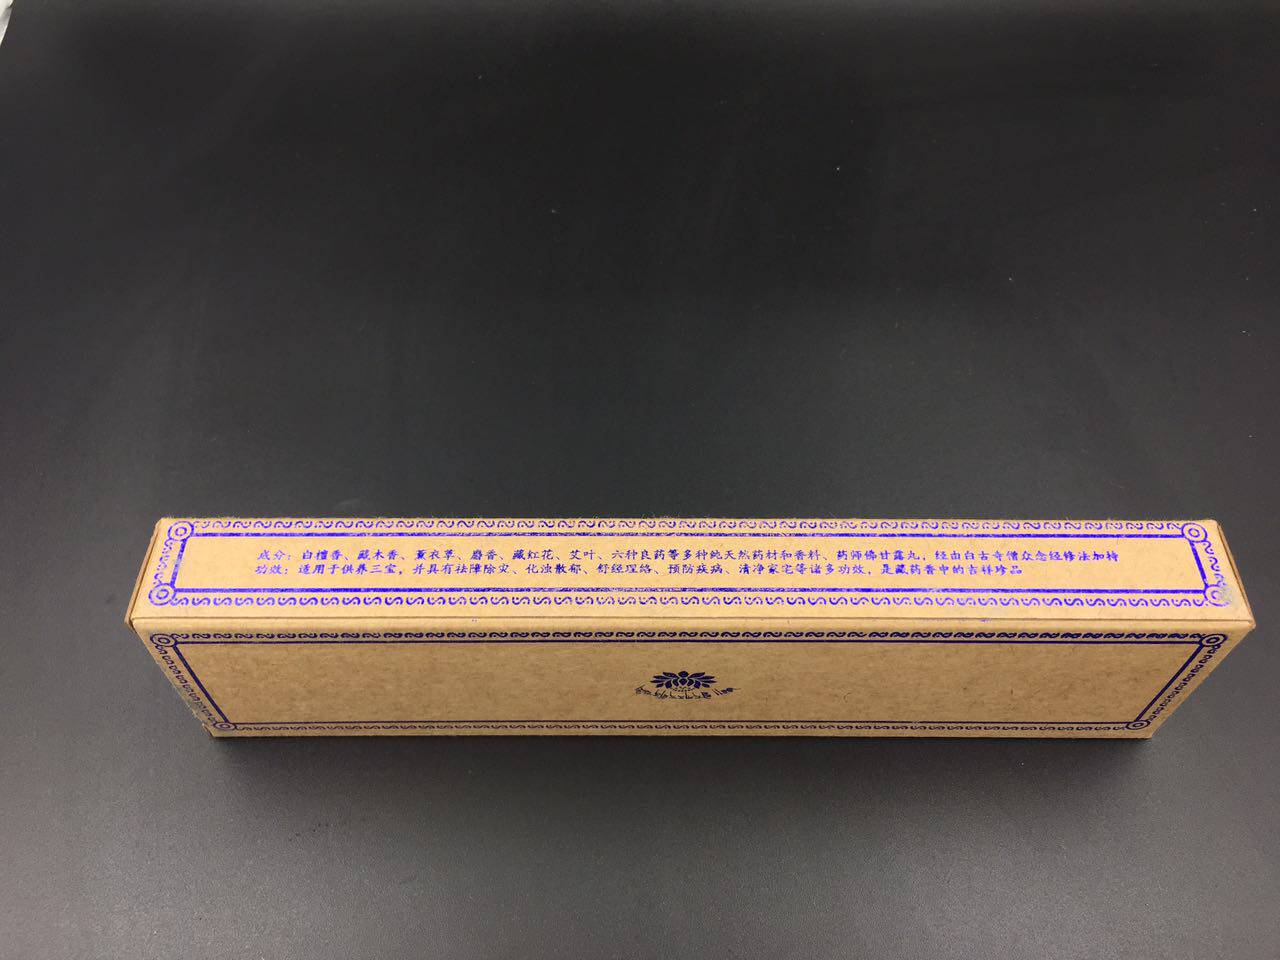 成分：白檀香、藏木香、薰衣草、麝香、藏红花、艾叶、六种良药等多种纯天然药材和香料、药师佛甘露丸，经由白古寺僧众念经修法加持
功效：适用于供养三宝，并具有祛障除灾、化浊散郁、舒经理络、预防疾病、清净家宅等诸多功效，是藏药香中的吉祥珍品